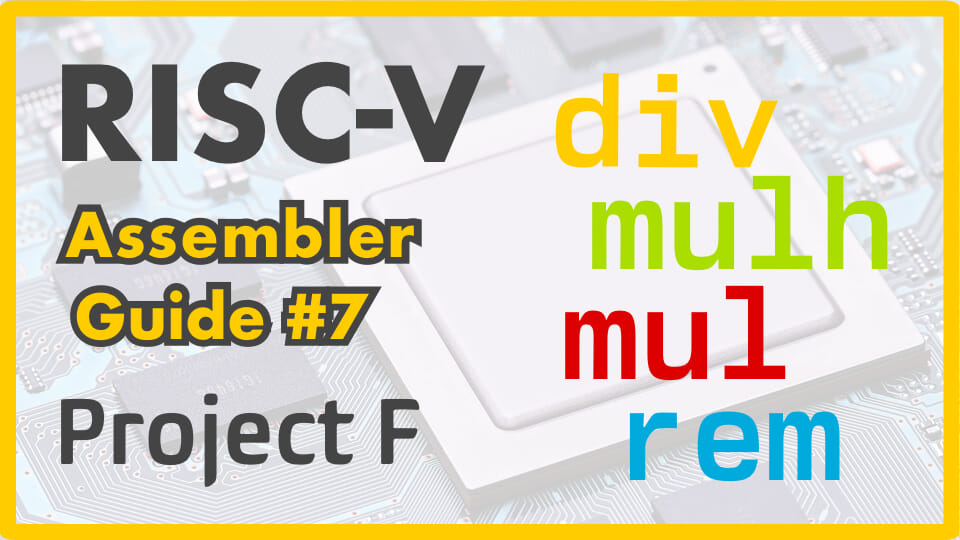 RISC-V
Assembler
Guide #7
Project F
div
mulh
mul
rem